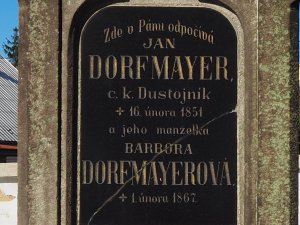 Zde v Pánu odpočívá
JAN
DORFMAYER,
c. k. Dustojník
+ 16. února 1851
a jeho manželka
BARBORA
DORFMAYEROVÁ,
+ 1. února 1867.